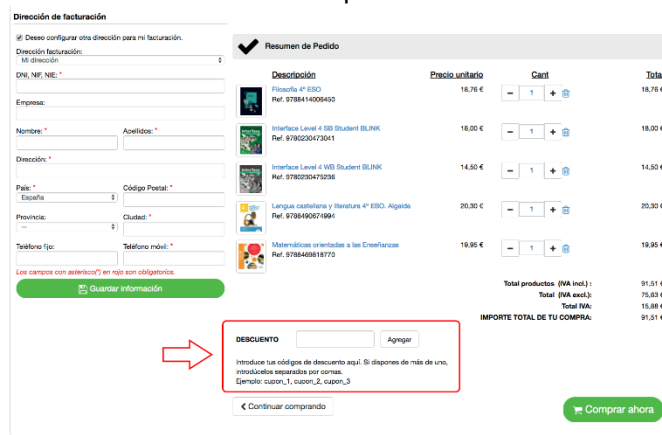 Dirección de facturación
Deseo configurar otra dirección para mi facturación.
Dirección facturación:
Mi dirección
DNI, NIF, NIE: *
Empresa:
Nombre: * Apellidos: *
Dirección: *
País: * Código Postal: *
España
Provincia: Ciudad: *
--
Teléfono fijo: Teléfono móvil: *
Los campos con asterisco(*) en rojo son obligatorios.
Guardar información
Resumen de Pedido
Descripción Precio unitario Cant Total
Filosofía 4º ESO 18,76 € - 1 + 18,76 €
Ref. 9788414006450
Interface Level 4 SB Student BLINK 18,00 € - 1 + 18,00 €
Ref. 9780230473041
Interface Level 4 WB Student BLINK 14,50 € - 1 + 14,50 €
Ref. 9780230475236
Lengua castellana y literatura 4º ESO. Algaida 20,30 € - 1 + 20,30 €
Ref. 9788490674994
Matemáticas orientadas a las Enseñanzas 19,95 € - 1 + 19,95 €
Ref. 9788469818770
Total productos (IVA incl.) : 91,51 €
Total (IVA excl.): 75,63 €
Total IVA: 15,88 €
IMPORTE TOTAL DE TU COMPRA: 91,51 €
DESCUENTO Agregar
Introduce tus códigos de descuento aquí. Si dispones de más de uno,
introdúcelos separados por comas.
Ejemplo: cupon_1, cupon_2, cupon_3
Continuar comprando
Comprar ahora